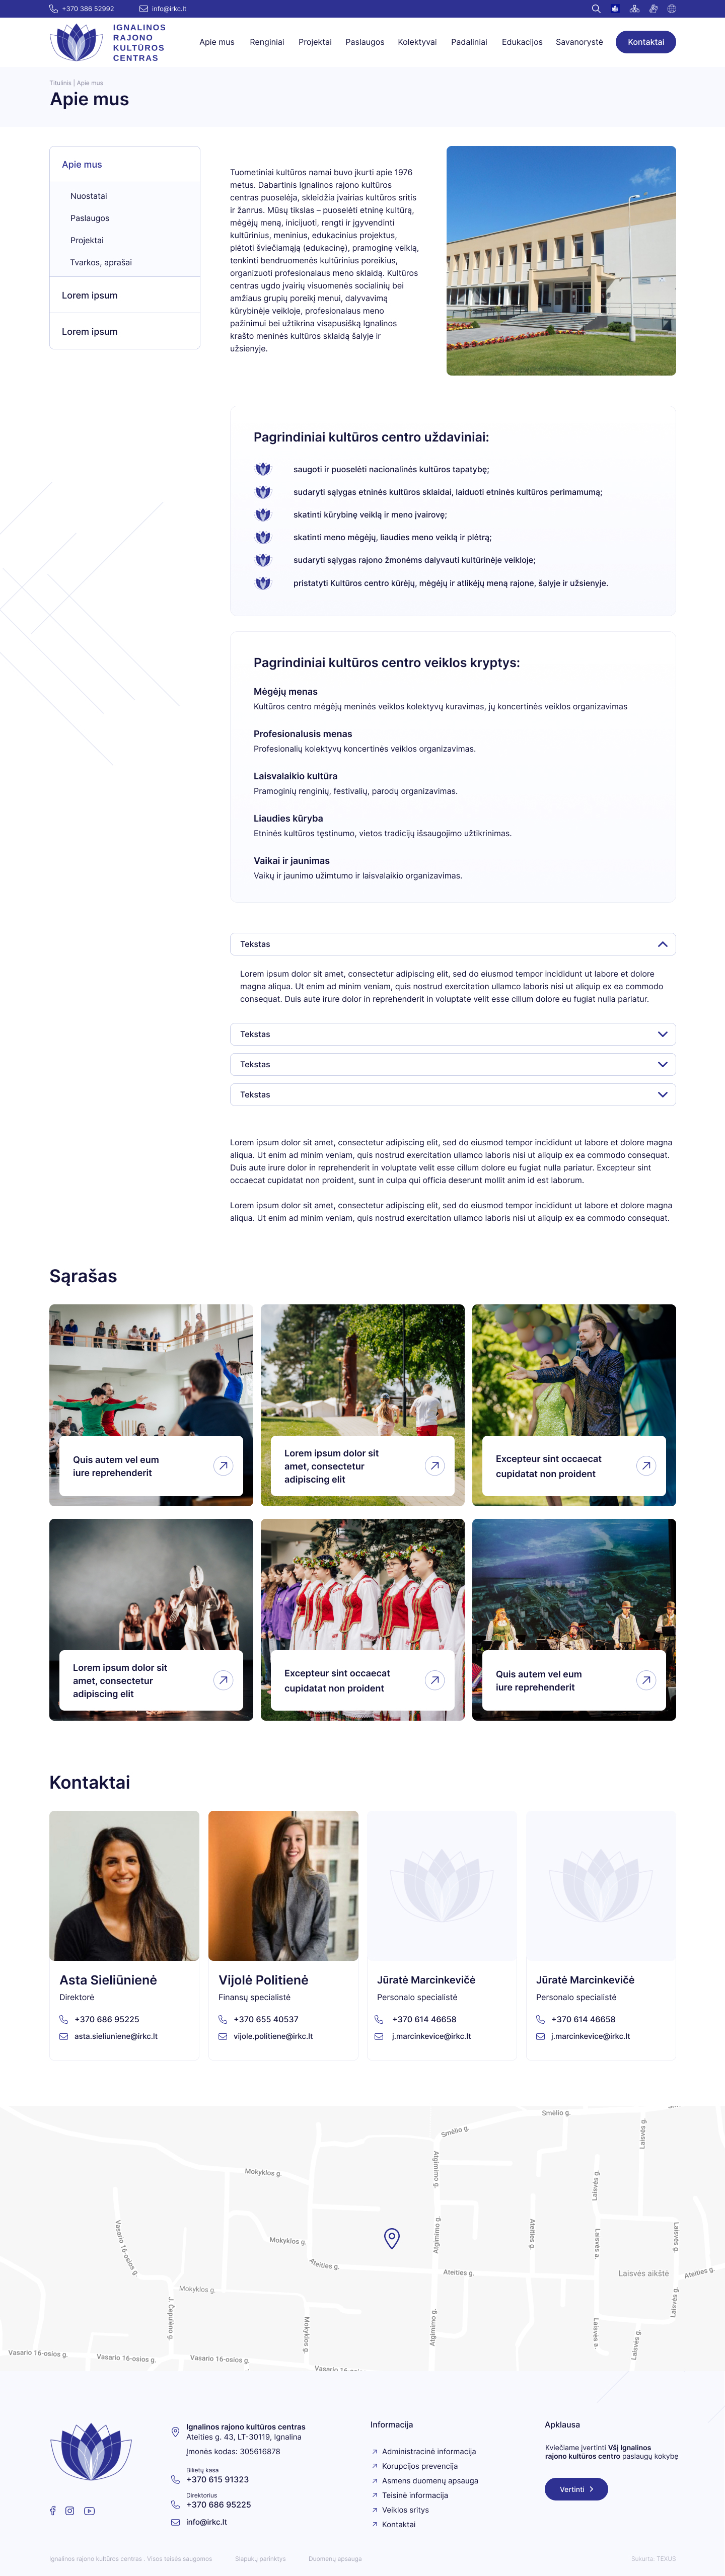 +370 386 52992
info@irkc.lt
IGNALINOS
RAJONO
KULTŪROS
CENTRAS
Apie mus
Renginiai
Projektai
Paslaugos
Kolektyvai
Padaliniai
Edukacijos
Savanorystė
Kontaktai
Titulinis | Apie mus
Apie mus
Apie mus
Nuostatai
Paslaugos
Projektai
Tvarkos, aprašai
Lorem ipsum
Lorem ipsum
Tuometiniai kultūros namai buvo įkurti apie 1976
metus. Dabartinis Ignalinos rajono kultūros
centras puoselėja, skleidžia įvairias kultūros sritis
ir žanrus. Mūsų tikslas – puoselėti etninę kultūrą,
mėgėjų meną, inicijuoti, rengti ir įgyvendinti
kultūrinius, meninius, edukacinius projektus,
plėtoti šviečiamąją (edukacinę), pramoginę veiklą,
tenkinti bendruomenės kultūrinius poreikius,
organizuoti profesionalaus meno sklaidą. Kultūros
centras ugdo įvairių visuomenės socialinių bei
amžiaus grupių poreikį menui, dalyvavimą
kūrybinėje veikloje, profesionalaus meno
pažinimui bei užtikrina visapusišką Ignalinos
krašto meninės kultūros sklaidą šalyje ir
užsienyje.
Pagrindiniai kultūros centro uždaviniai:
saugoti ir puoselėti nacionalinės kultūros tapatybę;
sudaryti sąlygas etninės kultūros sklaidai, laiduoti etninės kultūros perimamumą;
skatinti kūrybinę veiklą ir meno įvairovę;
skatinti meno mėgėjų, liaudies meno veiklą ir plėtrą;
sudaryti sąlygas rajono žmonėms dalyvauti kultūrinėje veikloje;
pristatyti Kultūros centro kūrėjų, mėgėjų ir atlikėjų meną rajone, šalyje ir užsienyje.
Pagrindiniai kultūros centro veiklos kryptys:
Mėgėjų menas
Kultūros centro mėgėjų meninės veiklos kolektyvų kuravimas, jų koncertinės veiklos organizavimas
Profesionalusis menas
Profesionalių kolektyvų koncertinės veiklos organizavimas.
Laisvalaikio kultūra
Pramoginių renginių, festivalių, parodų organizavimas.
Liaudies kūryba
Etninės kultūros tęstinumo, vietos tradicijų išsaugojimo užtikrinimas.
Vaikai ir jaunimas
Vaikų ir jaunimo užimtumo ir laisvalaikio organizavimas.
Tekstas
Lorem ipsum dolor sit amet, consectetur adipiscing elit, sed do eiusmod tempor incididunt ut labore et dolore
magna aliqua. Ut enim ad minim veniam, quis nostrud exercitation ullamco laboris nisi ut aliquip ex ea commodo
consequat. Duis aute irure dolor in reprehenderit in voluptate velit esse cillum dolore eu fugiat nulla pariatur.
Tekstas
Tekstas
Tekstas
Lorem ipsum dolor sit amet, consectetur adipiscing elit, sed do eiusmod tempor incididunt ut labore et dolore magna
aliqua. Ut enim ad minim veniam, quis nostrud exercitation ullamco laboris nisi ut aliquip ex ea commodo consequat.
Duis aute irure dolor in reprehenderit in voluptate velit esse cillum dolore eu fugiat nulla pariatur. Excepteur sint
occaecat cupidatat non proident, sunt in culpa qui officia deserunt mollit anim id est laborum.
Lorem ipsum dolor sit amet, consectetur adipiscing elit, sed do eiusmod tempor incididunt ut labore et dolore magna
aliqua. Ut enim ad minim veniam, quis nostrud exercitation ullamco laboris nisi ut aliquip ex ea commodo consequat.
Sąrašas
Quis autem vel eum
iure reprehenderit
Lorem ipsum dolor sit
amet, consectetur
adipiscing elit
Excepteur sint occaecat
cupidatat non proident
Lorem ipsum dolor sit
amet, consectetur
adipiscing elit
Excepteur sint occaecat
cupidatat non proident
Quis autem vel eum
iure reprehenderit
Kontaktai
Asta Sieliūnienė
Direktorė
+370 686 95225
asta.sieliuniene@irkc.lt
Vijolė Politienė
Finansų specialistė
+370 655 40537
vijole.politiene@irkc.lt
Jūratė Marcinkevičė
Personalo specialistė
+370 614 46658
j.marcinkevice@irkc.lt
Jūratė Marcinkevičė
Personalo specialistė
+370 614 46658
j.marcinkevice@irkc.lt
Smėlio g.
Smėlio g.
Laisvės g.
Mokyklos g.
Atgimimo g.
Laisvės g.
Vasario 16-osios g.
Mokyklos g.
Atgimimo g.
Ateities g.
Laisvės a.
Laisvės g.
Ateities g.
Ateities g.
Laisvės aikštė
Ateities g.
Mokyklos g.
J. Čepulėno g.
Mokyklos g.
Atgimimo g.
Laisvės a.
Laisvės g.
Laisvės g.
Vasario 16-osios g.
Vasario 16-osios g.
Vasario 16-osios g.
Ignalinos rajono kultūros centras
Ateities g. 43, LT-30119, Ignalina
Įmonės kodas: 305616878
Bilietų kasa
+370 615 91323
Direktorius
+370 686 95225
info@irkc.lt
Informacija
Administracinė informacija
Korupcijos prevencija
Asmens duomenų apsauga
Teisinė informacija
Veiklos sritys
Kontaktai
Apklausa
Kviečiame įvertinti VšĮ Ignalinos
rajono kultūros centro paslaugų kokybę
Vertinti
Ignalinos rajono kultūros centras . Visos teisės saugomos
Slapukų parinktys
Duomenų apsauga
Sukurta: TEXUS